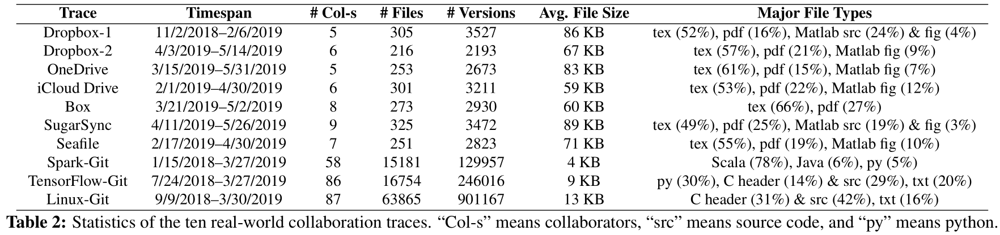 Trace Timespan # Col-s # Files # Versions Avg. File Size Major File Types
Dropbox-1 11/2/2018–2/6/2019 5 305 3527 86 KB tex (52%), pdf (16%), Matlab src (24%) & fig (4%)
Dropbox-2 4/3/2019–5/14/2019 6 216 2193 67 KB tex (57%), pdf (21%), Matlab fig (9%)
OneDrive 3/15/2019–5/31/2019 5 253 2673 83 KB tex (61%), pdf (15%), Matlab fig (7%)
iCloud Drive 2/1/2019–4/30/2019 6 301 3211 59 KB tex (53%), pdf (22%), Matlab fig (12%)
Box 3/21/2019–5/2/2019 8 273 2930 60 KB tex (66%), pdf (27%)
SugarSync 4/11/2019–5/26/2019 9 325 3472 89 KB tex (49%), pdf (25%), Matlab src (19%) & fig (3%)
Seafile 2/17/2019–4/30/2019 7 251 2823 71 KB tex (55%), pdf (19%), Matlab fig (10%)
Spark-Git 1/15/2018–3/27/2019 58 15181 129957 4 KB Scala (78%), Java (6%), py (5%)
TensorFlow-Git 7/24/2018–3/27/2019 86 16754 246016 9 KB py (30%), C header (14%) & src (29%), txt (20%)
Linux-Git 9/9/2018–3/30/2019 87 63865 901167 13 KB C header (31%) & src (42%), txt (16%)
Table 2: Statistics of the ten real-world collaboration traces. “Col-s” means collaborators, “src” means source code, and “py” means python.